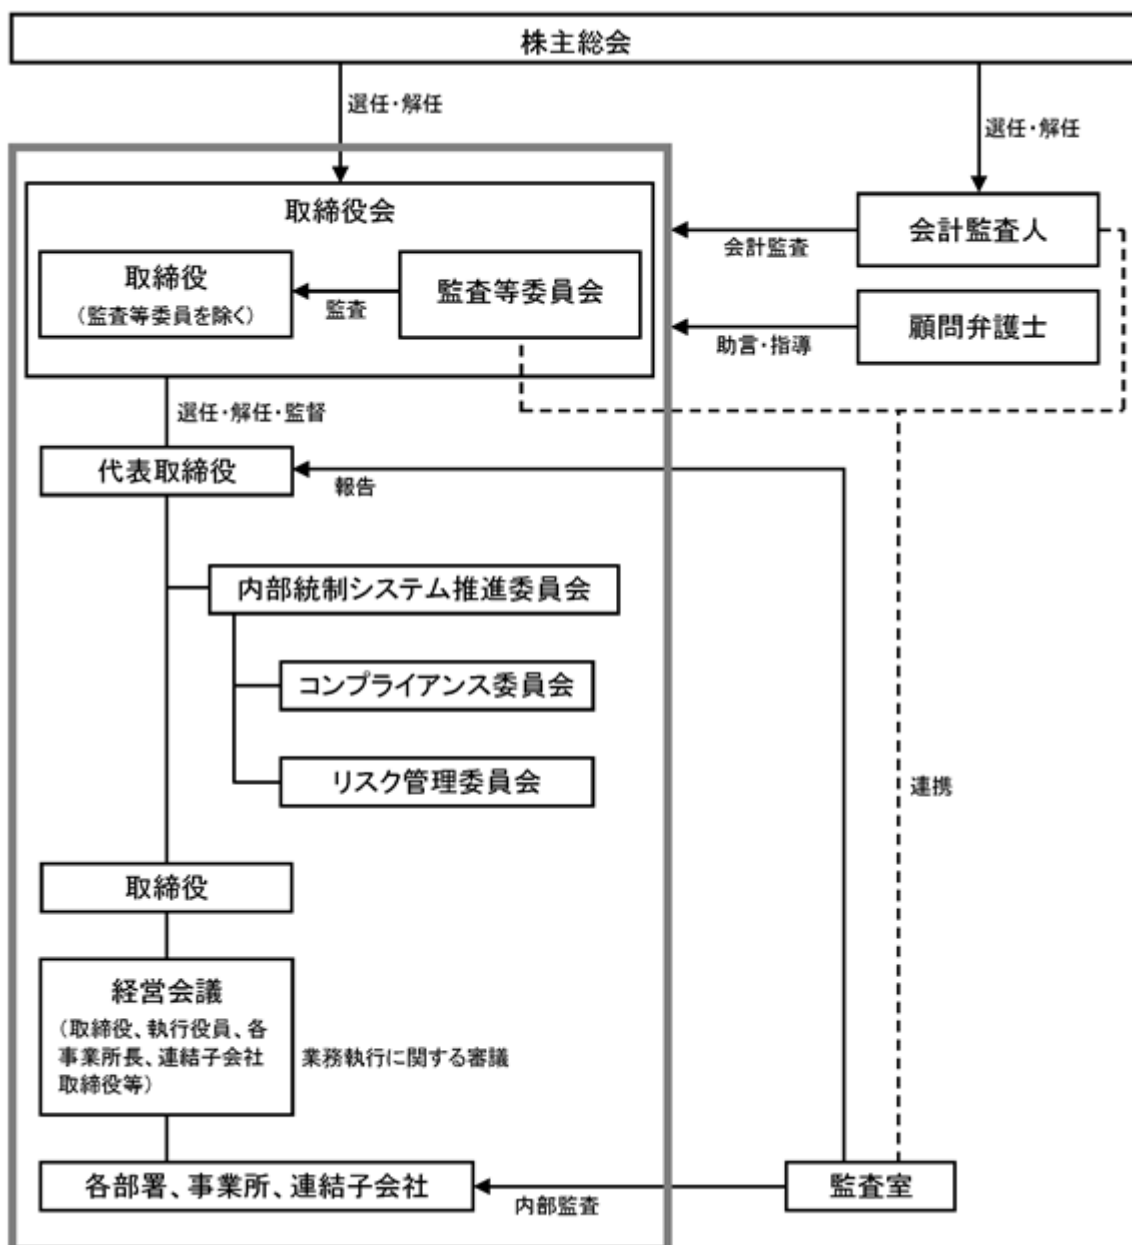 株主総会
選任・解任
選任・解任
取締役会
会計監査人
会計監査
取締役
(監査等委員を除く)
監査
監査等委員会
顧問弁護士
助言・指導
選任・解任・監督
代表取締役
報告
内部統制システム推進委員会
コンプライアンス委員会
リスク管理委員会
連携
取締役
経営会議
(取締役、執行役員、各
事業所長、連結子会社
取締役等)
業務執行に関する審議
各部署、事業所、連結子会社
内部監査
監査室